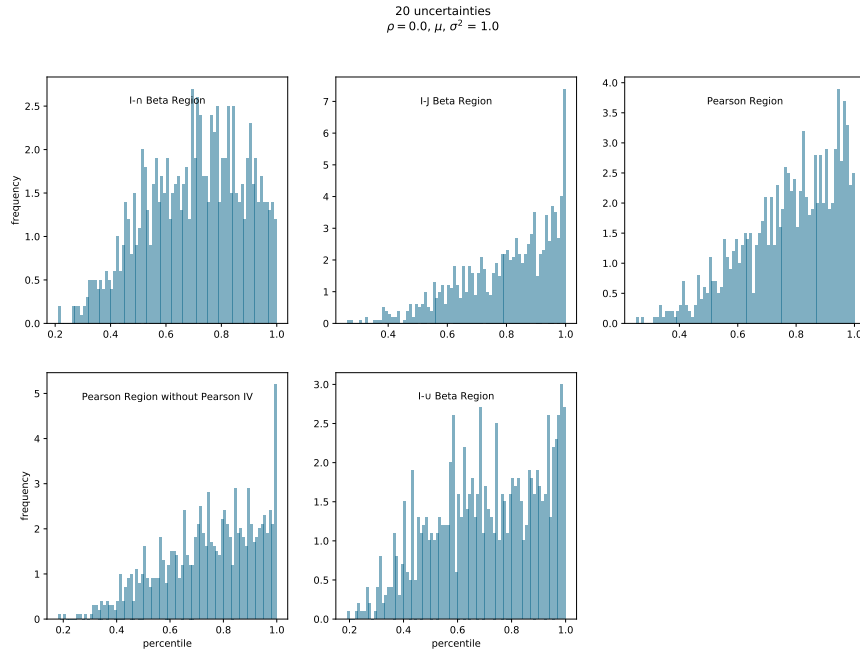 20 uncertainties
ρ = 0.0, μ, σ² = 1.0
I-∩ Beta Region
I-J Beta Region
Pearson Region
frequency
2.5
2.0
1.5
1.0
0.5
0.0
0.2 0.4 0.6 0.8 1.0
7
6
5
4
3
2
1
0
0.4 0.6 0.8 1.0
4.0
3.5
3.0
2.5
2.0
1.5
1.0
0.5
0.0
0.4 0.6 0.8 1.0
Pearson Region without Pearson IV
I-∪ Beta Region
frequency
5
4
3
2
1
0
0.2 0.4 0.6 0.8 1.0
percentile
3.0
2.5
2.0
1.5
1.0
0.5
0.0
0.2 0.4 0.6 0.8 1.0
percentile